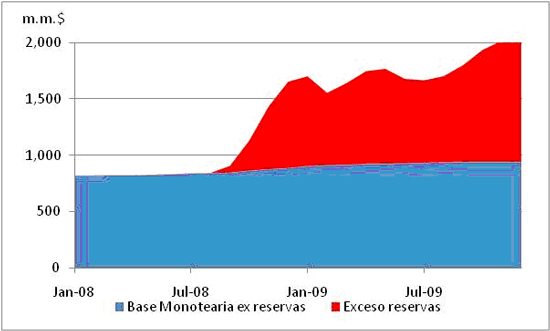 m.m.$
2,000
1,500
1,000
500
0
Jan-08 Jul-08 Jan-09 Jul-09
Base Monotearia ex reservas Exceso reservas